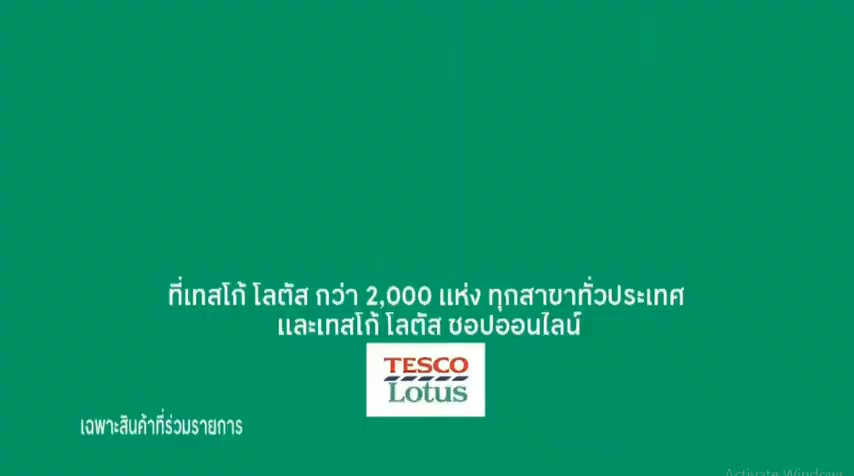 ที่เทสโก้ โลตัส กว่า 2,000 แห่ง ทุกสาขาทั่วประเทศ
และเทสโก้ โลตัส ชอปออนไลน์
TESCO
Lotus
เฉพาะสินค้าที่ร่วมรายการ
Activate Windows